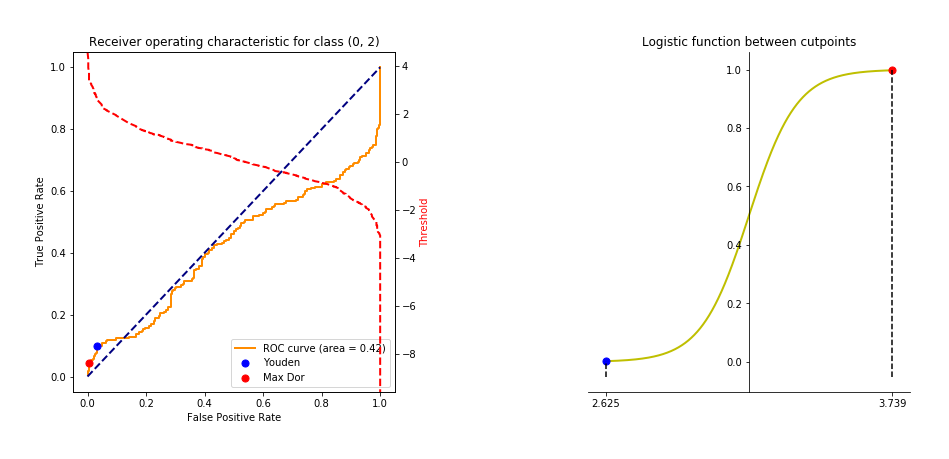 Receiver operating characteristic for class (0, 2)
1.0
0.8
0.6
0.4
0.2
0.0
True Positive Rate
0.0 0.2 0.4 0.6 0.8 1.0
False Positive Rate
4
2
0
−2
−4
−6
−8
Threshold
ROC curve (area = 0.42)
Youden
Max Dor
Logistic function between cutpoints
1.0
0.8
0.6
0.4
0.2
0.0
2.625 3.739